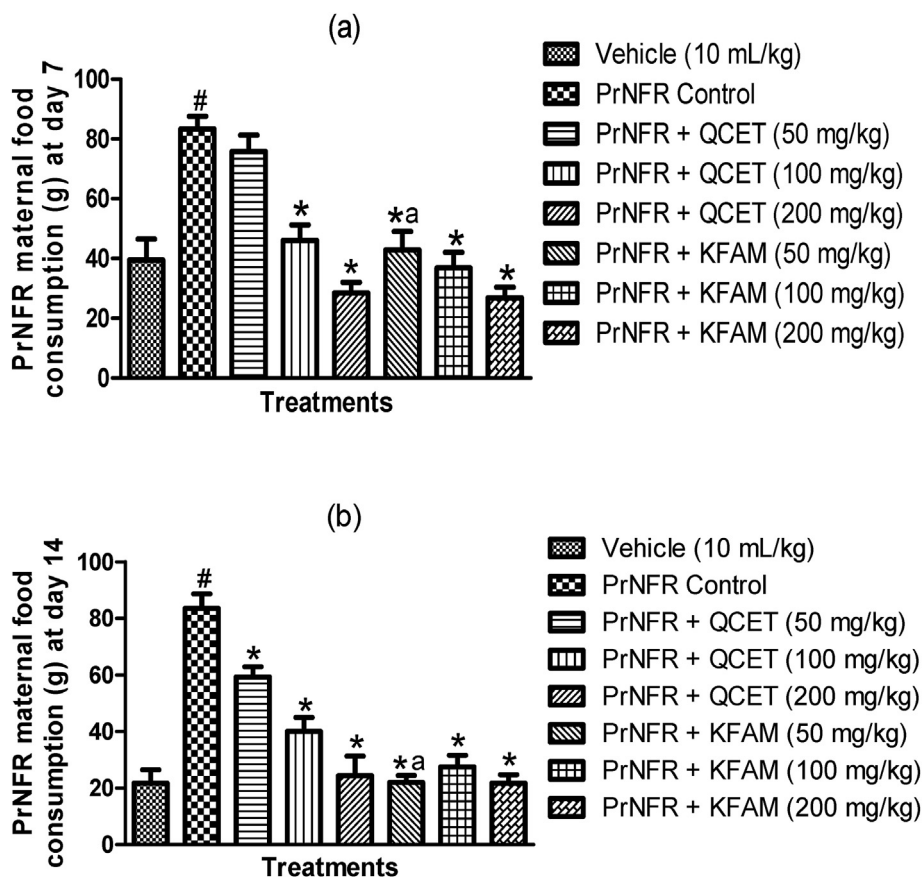 (a)
PrNFR maternal food
consumption (g) at day 7
100
80
60
40
20
0
#
*
*
*a
*
*
Treatments
Vehicle (10 mL/kg)
PrNFR Control
PrNFR + QCET (50 mg/kg)
PrNFR + QCET (100 mg/kg)
PrNFR + QCET (200 mg/kg)
PrNFR + KFAM (50 mg/kg)
PrNFR + KFAM (100 mg/kg)
PrNFR + KFAM (200 mg/kg)
(b)
PrNFR maternal food
consumption (g) at day 14
100
80
60
40
20
0
#
*
*
*
*a
*
*
Treatments
Vehicle (10 mL/kg)
PrNFR Control
PrNFR + QCET (50 mg/kg)
PrNFR + QCET (100 mg/kg)
PrNFR + QCET (200 mg/kg)
PrNFR + KFAM (50 mg/kg)
PrNFR + KFAM (100 mg/kg)
PrNFR + KFAM (200 mg/kg)